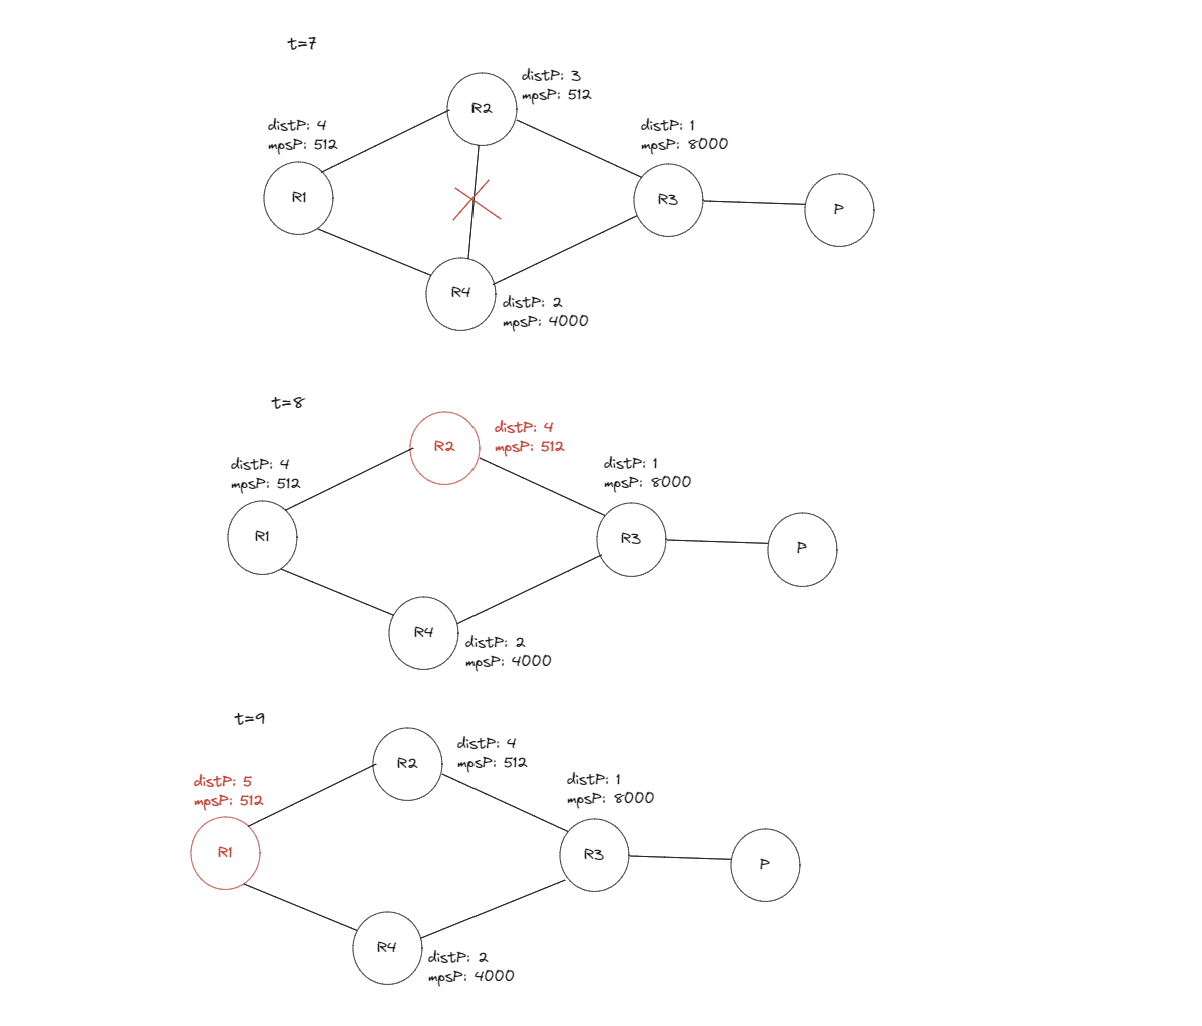 t=7
distP: 3
mpsP: 512
R2
distP: 4
mpsP: 512
distP: 1
mpsP: 8000
R1
R3
P
R4
distP: 2
mpsP: 4000
t=8
distP: 4
mpsP: 512
R2
distP: 4
mpsP: 512
distP: 1
mpsP: 8000
R1
R3
P
R4
distP: 2
mpsP: 4000
t=9
distP: 4
mpsP: 512
R2
distP: 5
mpsP: 512
distP: 1
mpsP: 8000
R1
R3
P
R4
distP: 2
mpsP: 4000